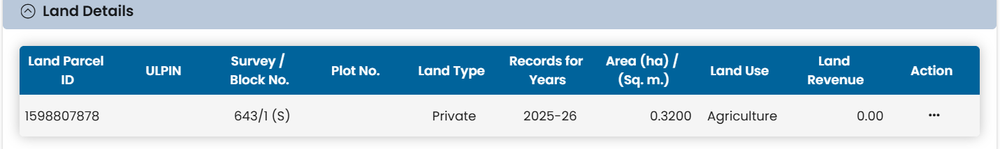 Land Details
Land Parcel ID ULPIN Survey / Block No. Plot No. Land Type Records for Years Area (ha) / (Sq. m.) Land Use Land Revenue Action
1598807878 643/1 (S) Private 2025-26 0.3200 Agriculture 0.00 •••